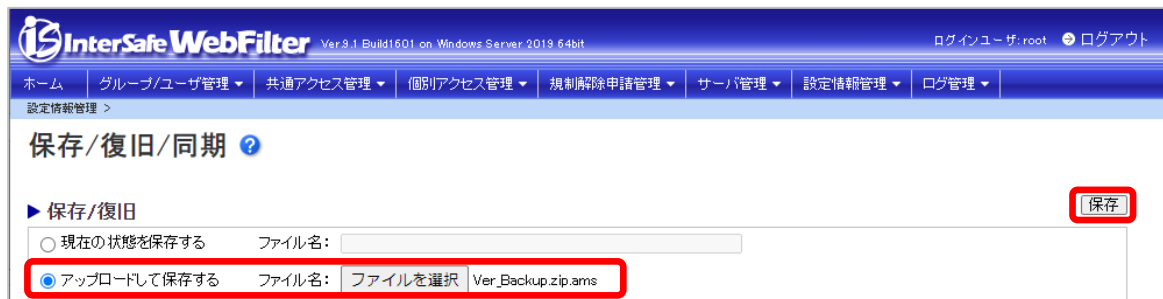 InterSafe WebFilter Ver.9.1 Build1601 on Windows Server 2019 64bit ログインユーザ:root ログアウト
ホーム グループ/ユーザ管理▼ 共通アクセス管理▼ 個別アクセス管理▼ 規制解除申請管理▼ サーバ管理▼ 設定情報管理▼ ログ管理▼
設定情報管理 >
保存/復旧/同期 ?
▶ 保存/復旧 保存
現在の状態を保存する ファイル名:
アップロードして保存する ファイル名: ファイルを選択 Ver_Backup.zip.ams